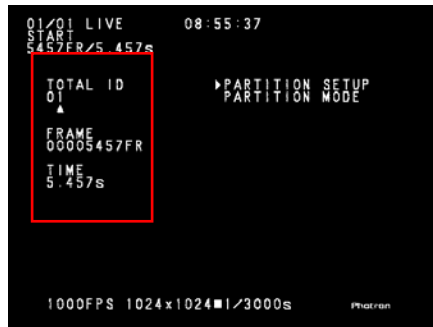 01/01 LIVE 08:55:37
START
5457FR/5.457s
TOTAL ID ▶PARTITION SETUP
01 PARTITION MODE
▲
FRAME
00005457FR
TIME
5.457s
1000FPS 1024x1024■1/3000s Photron